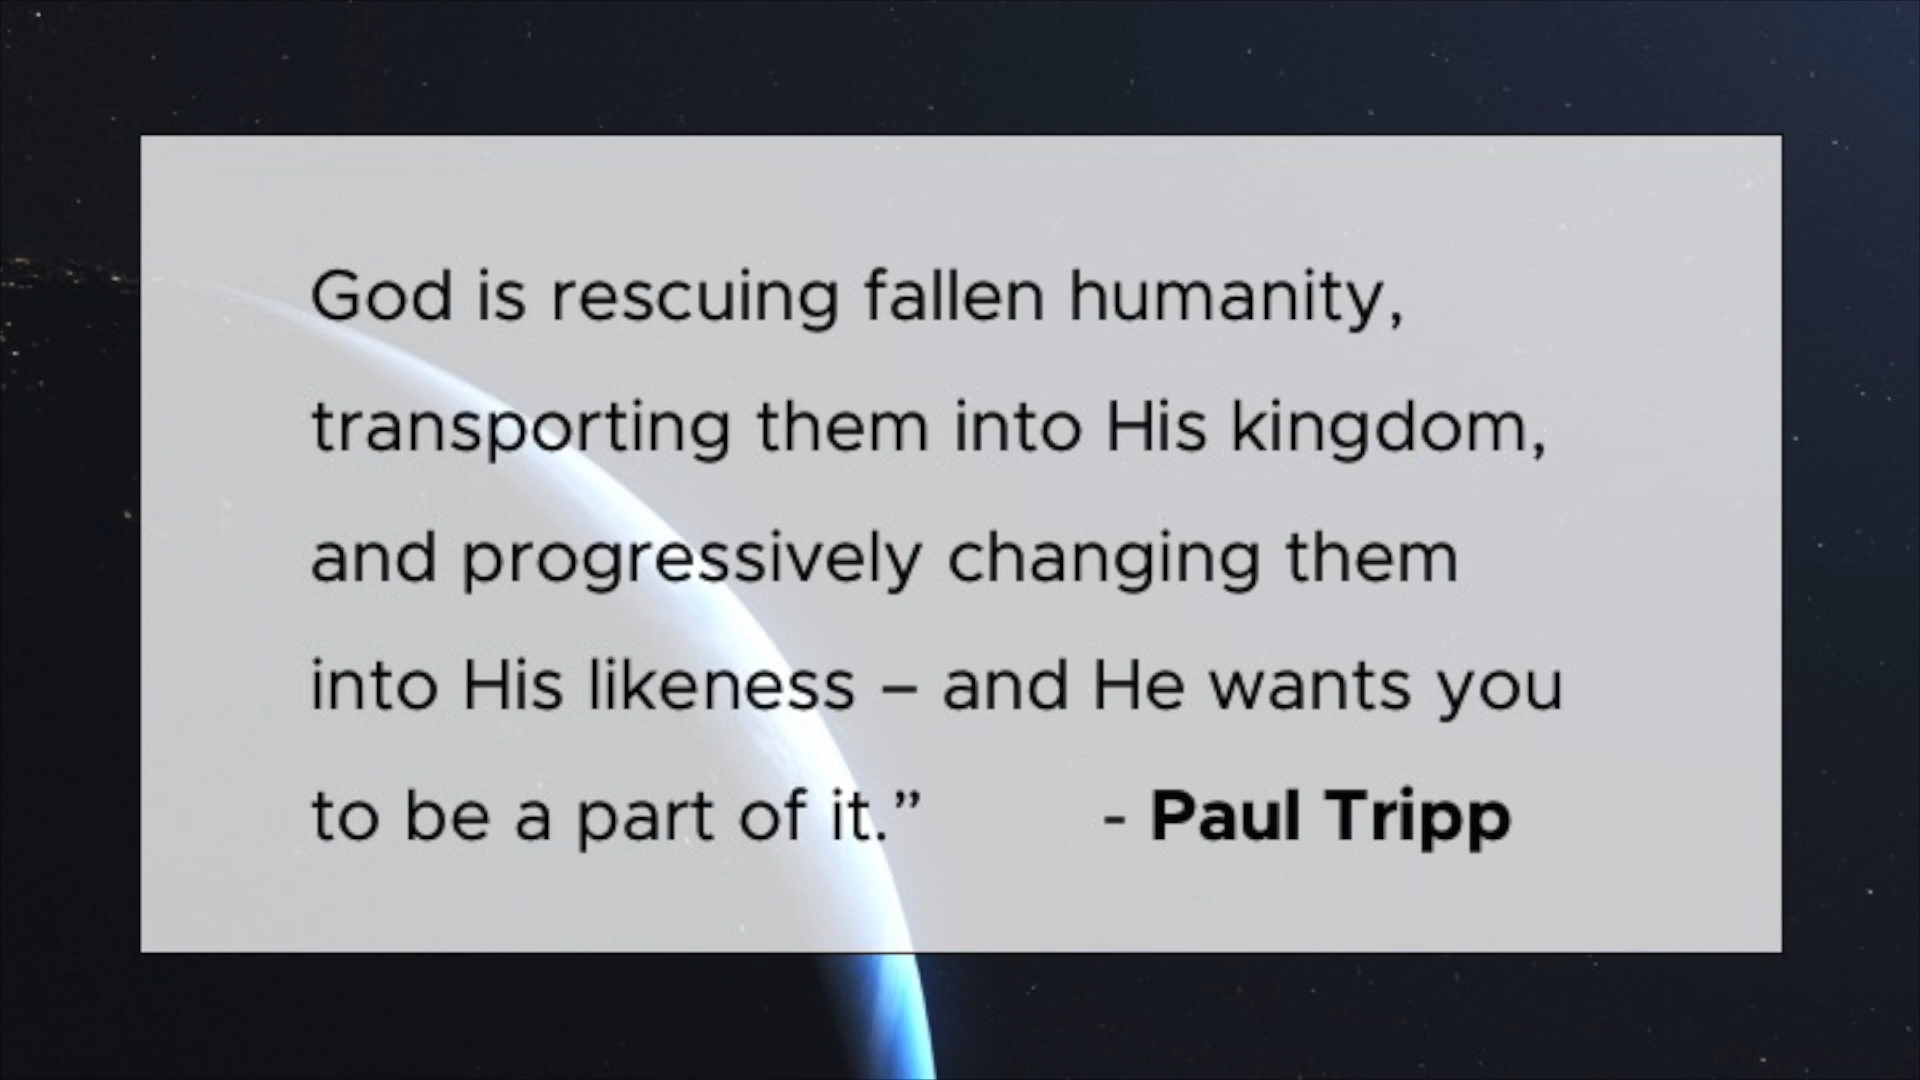 God is rescuing fallen humanity,
transporting them into His kingdom,
and progressively changing them
into His likeness – and He wants you
to be a part of it.” - Paul Tripp